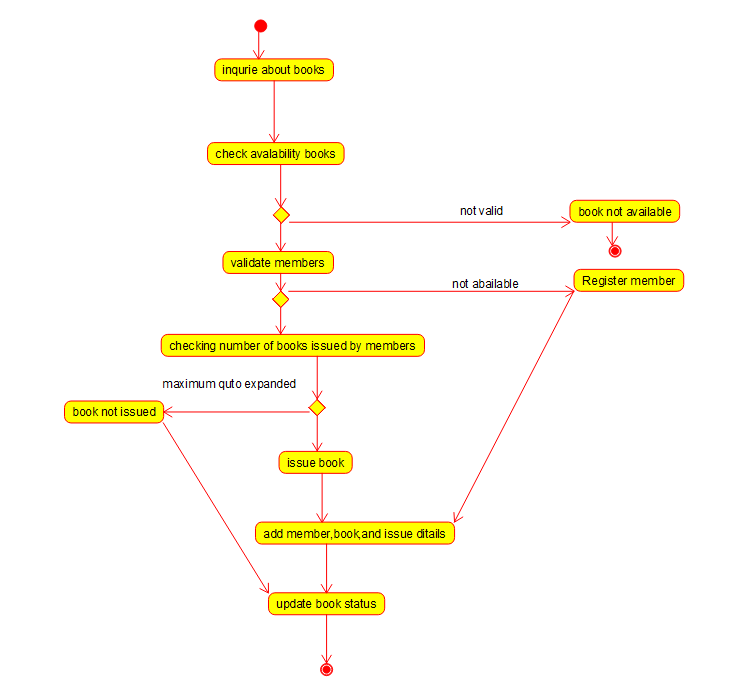 inqurie about books
check avalability books
not valid
book not available
validate members
not abailable
Register member
checking number of books issued by members
maximum quto expanded
book not issued
issue book
add member,book,and issue ditails
update book status